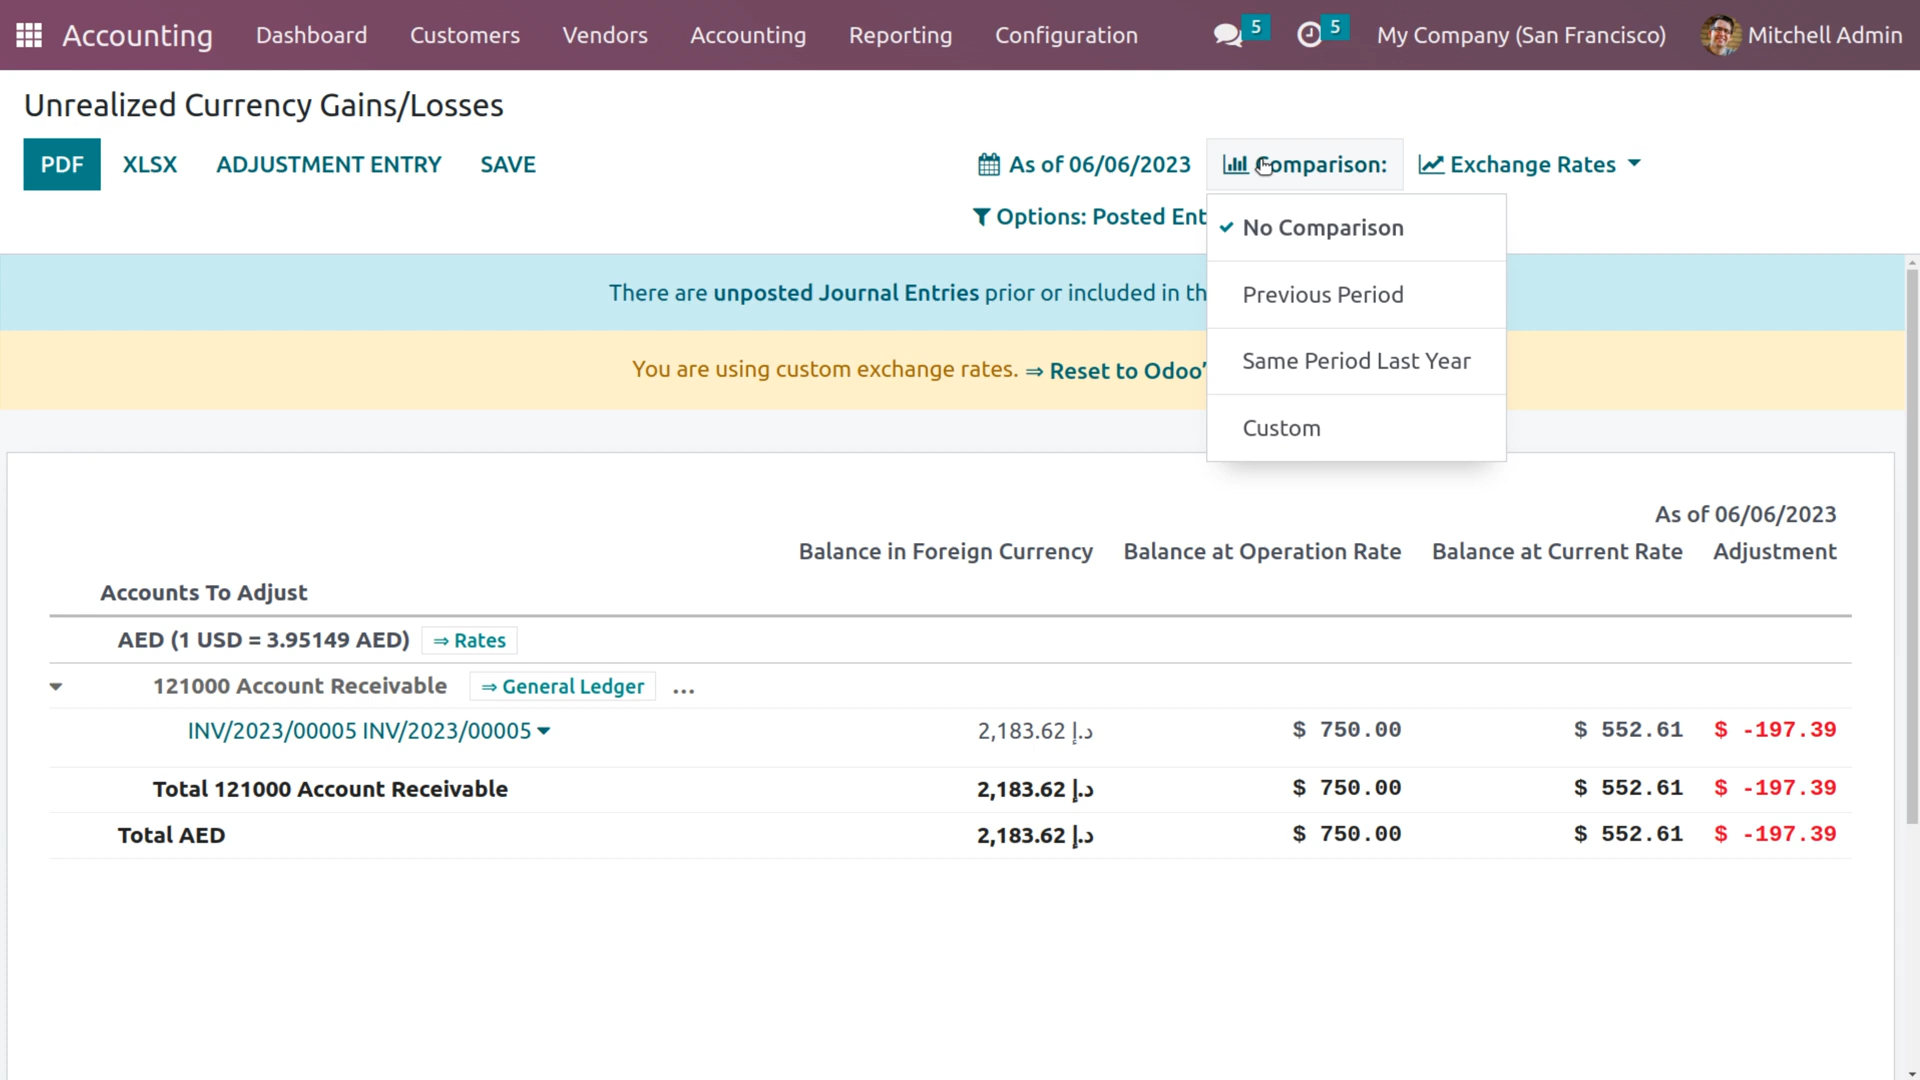 Accounting Dashboard Customers Vendors Accounting Reporting Configuration 5 5 My Company (San Francisco) Mitchell Admin
Unrealized Currency Gains/Losses
PDF XLSX ADJUSTMENT ENTRY SAVE As of 06/06/2023 Comparison: Exchange Rates
Options: Posted Ent
No Comparison
Previous Period
Same Period Last Year
Custom
There are unposted Journal Entries prior or included in th
You are using custom exchange rates. ⇒ Reset to Odoo'
As of 06/06/2023
Balance in Foreign Currency Balance at Operation Rate Balance at Current Rate Adjustment
Accounts To Adjust
AED (1 USD = 3.95149 AED) ⇒ Rates
121000 Account Receivable ⇒ General Ledger ...
INV/2023/00005 INV/2023/00005 2,183.62 د.إ $ 750.00 $ 552.61 $ -197.39
Total 121000 Account Receivable 2,183.62 د.إ $ 750.00 $ 552.61 $ -197.39
Total AED 2,183.62 د.إ $ 750.00 $ 552.61 $ -197.39